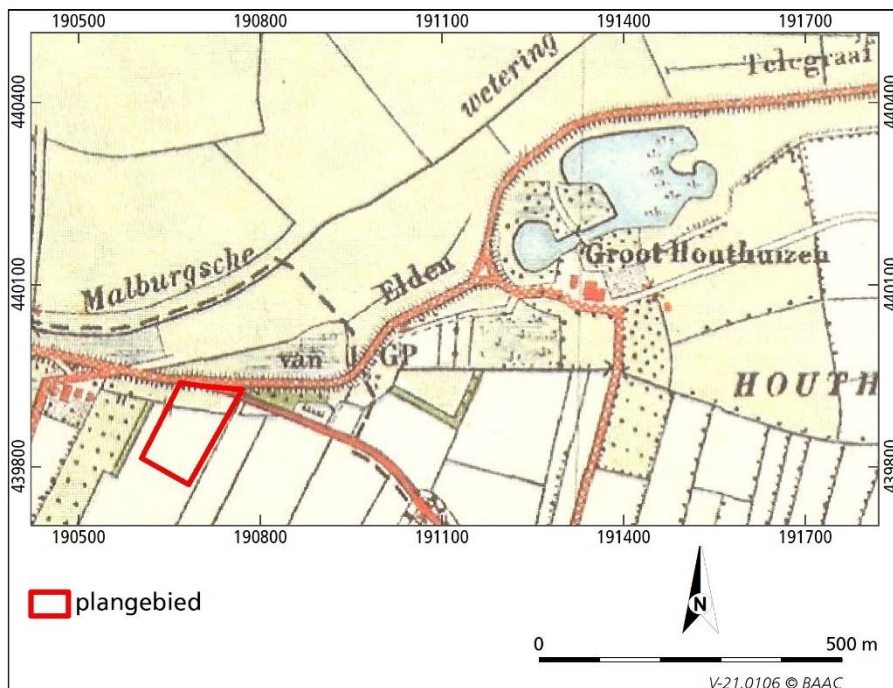 190500 190800 191100 191400 191700
440400
440100
439800
440400
440100
439800
Telegraaf
wetering
Malburgsche
Elden
van
GP
Groot Houthuizen
HOUTH
190500 190800 191100 191400 191700
plangebied
N
0 500 m
V-21.0106 © BAAC